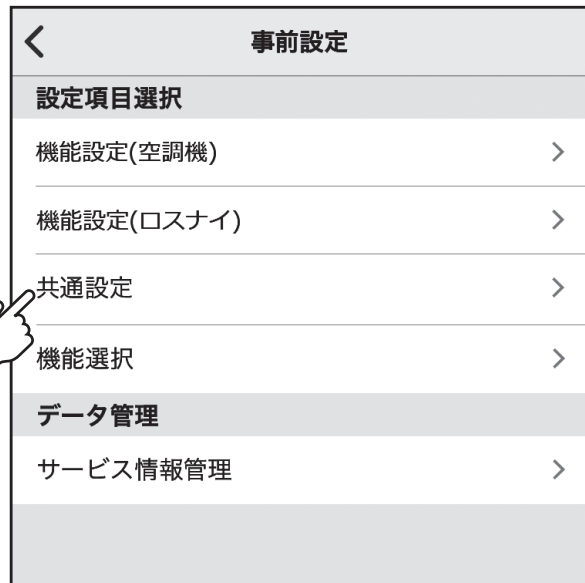 事前設定
設定項目選択
機能設定(空調機)
機能設定(ロスナイ)
共通設定
機能選択
データ管理
サービス情報管理